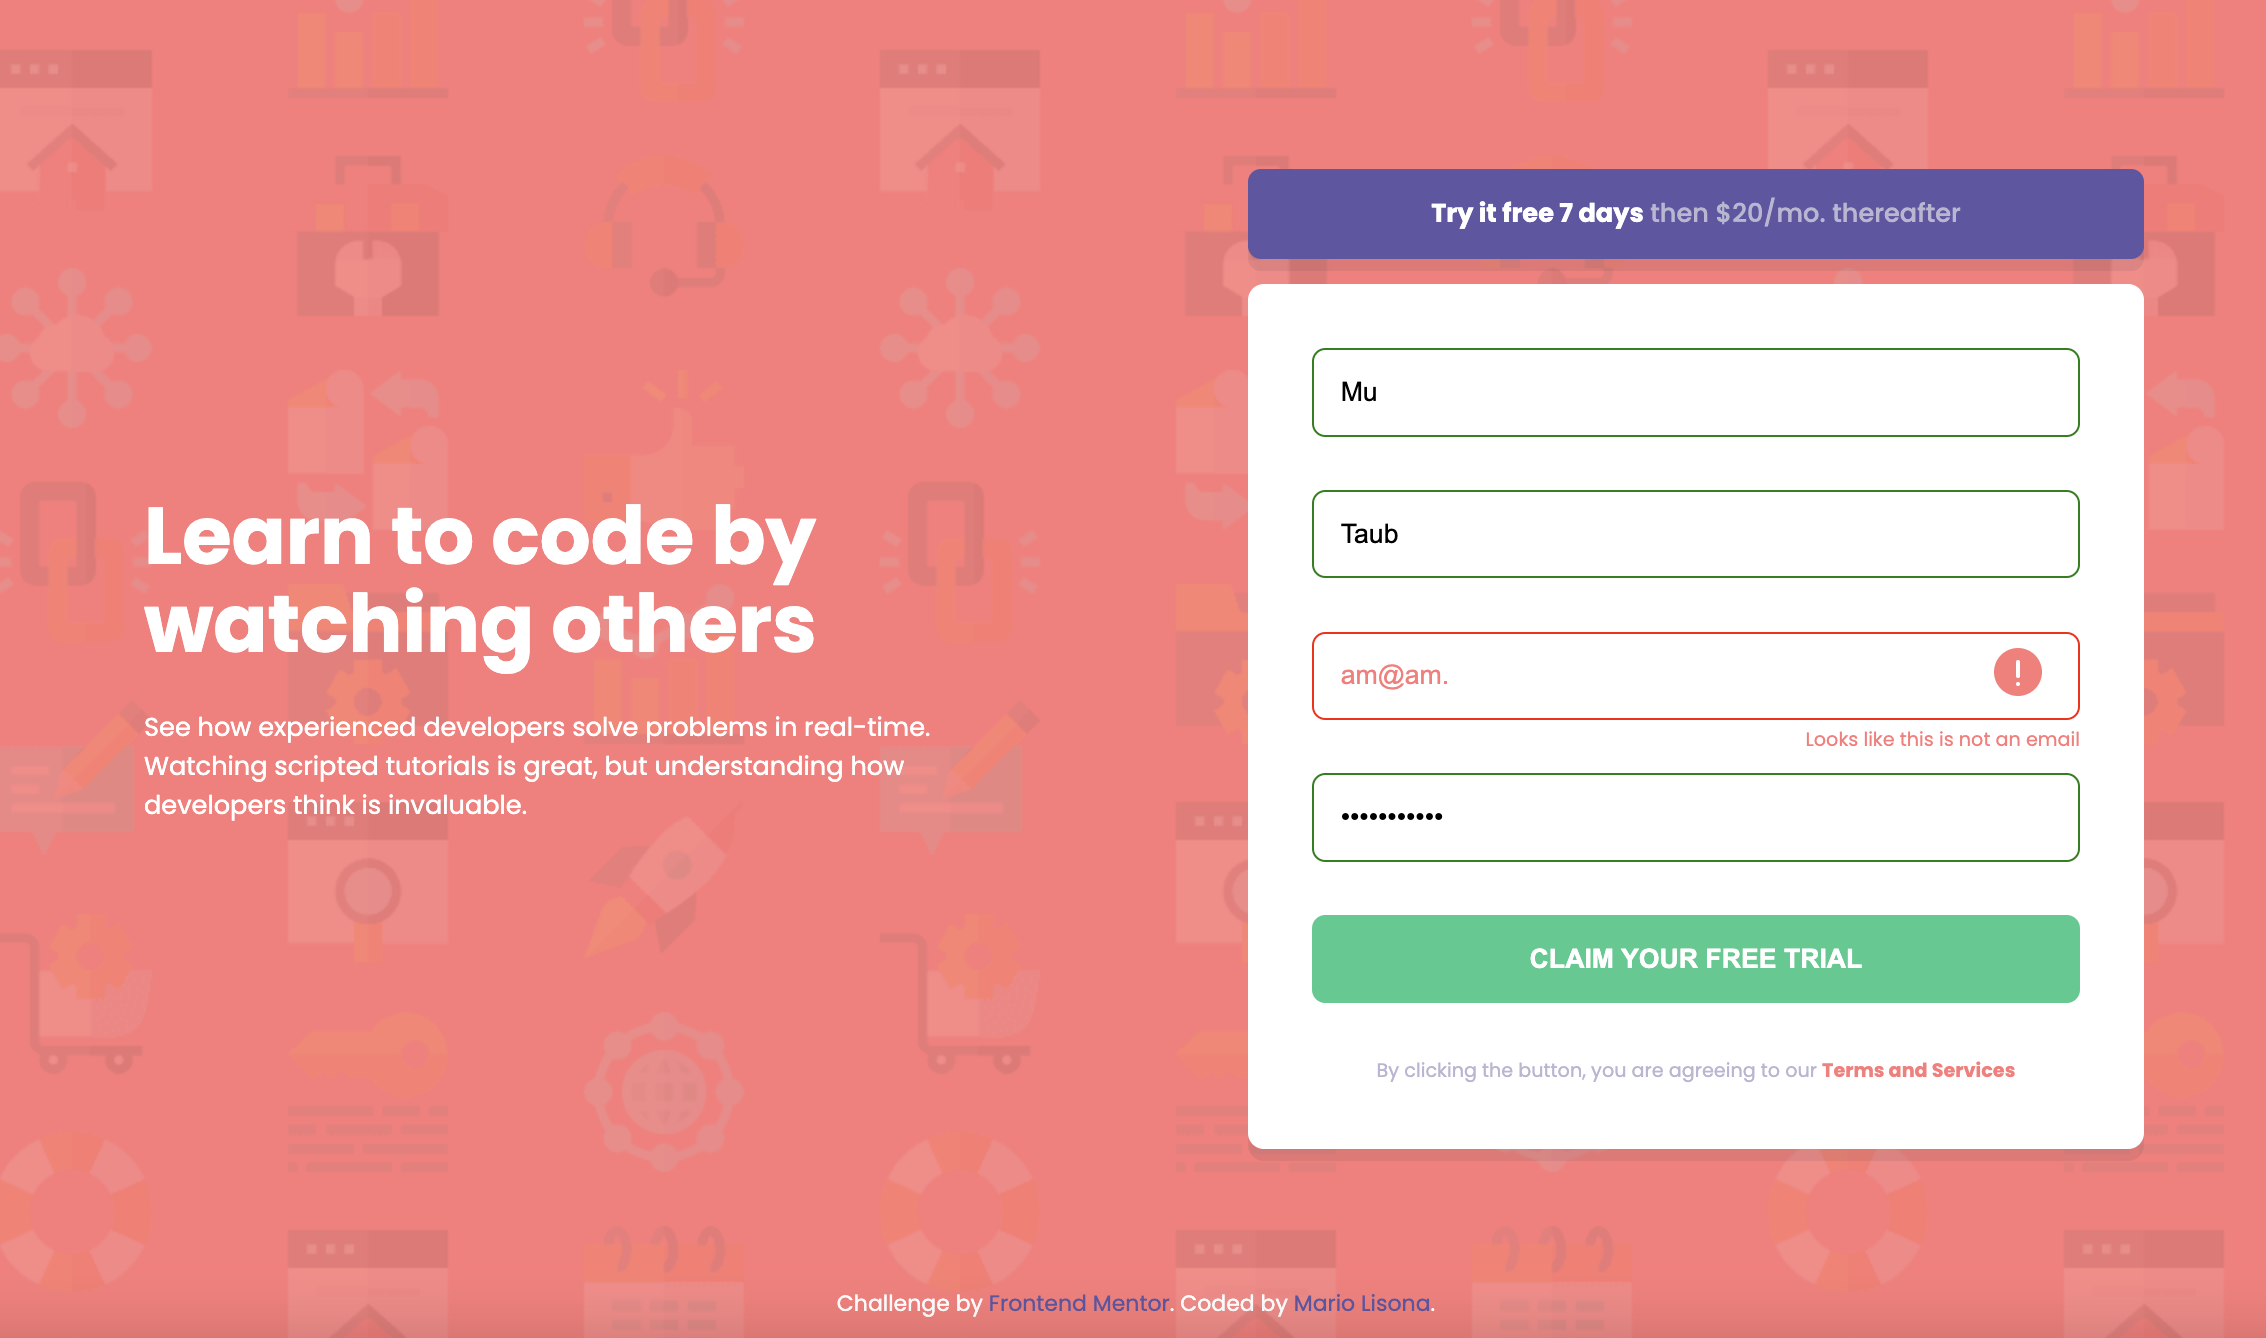 Learn to code by
watching others
See how experienced developers solve problems in real-time.
Watching scripted tutorials is great, but understanding how
developers think is invaluable.
Try it free 7 days then $20/mo. thereafter
Mu
Taub
am@am.
Looks like this is not an email
•••••••••••
CLAIM YOUR FREE TRIAL
By clicking the button, you are agreeing to our Terms and Services
Challenge by Frontend Mentor. Coded by Mario Lisona.